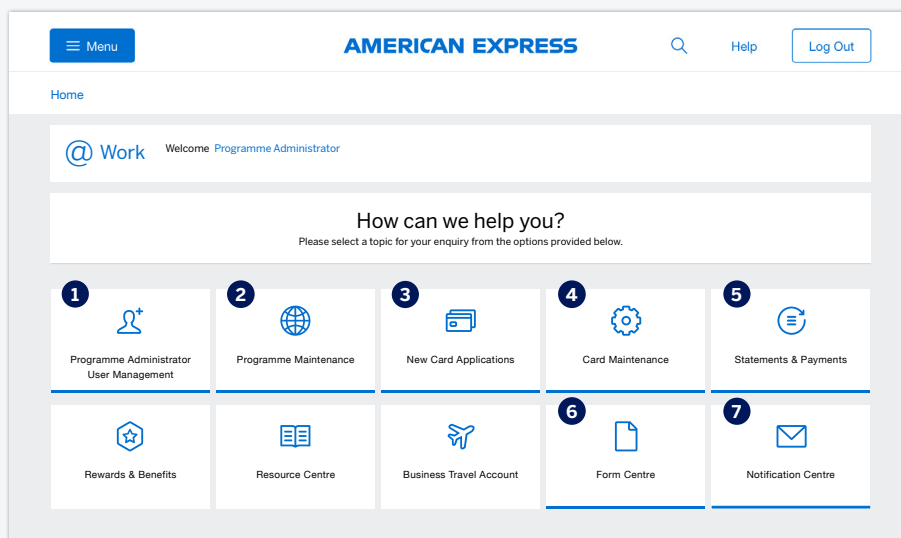 Menu
AMERICAN EXPRESS
Help
Log Out
Home
@ Work
Welcome Programme Administrator
How can we help you?
Please select a topic for your enquiry from the options provided below.
1
2
3
4
5
Programme Administrator
User Management
Programme Maintenance
New Card Applications
Card Maintenance
Statements & Payments
6
7
Rewards & Benefits
Resource Centre
Business Travel Account
Form Centre
Notification Centre